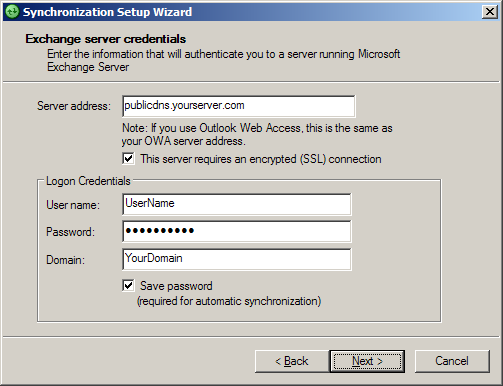 Synchronization Setup Wizard
Exchange server credentials
Enter the information that will authenticate you to a server running Microsoft
Exchange Server
Server address: publicdns.yourserver.com
Note: If you use Outlook Web Access, this is the same as
your OWA server address.
This server requires an encrypted (SSL) connection
Logon Credentials
User name: UserName
Password: ••••••••••
Domain: YourDomain
Save password
(required for automatic synchronization)
< Back Next > Cancel